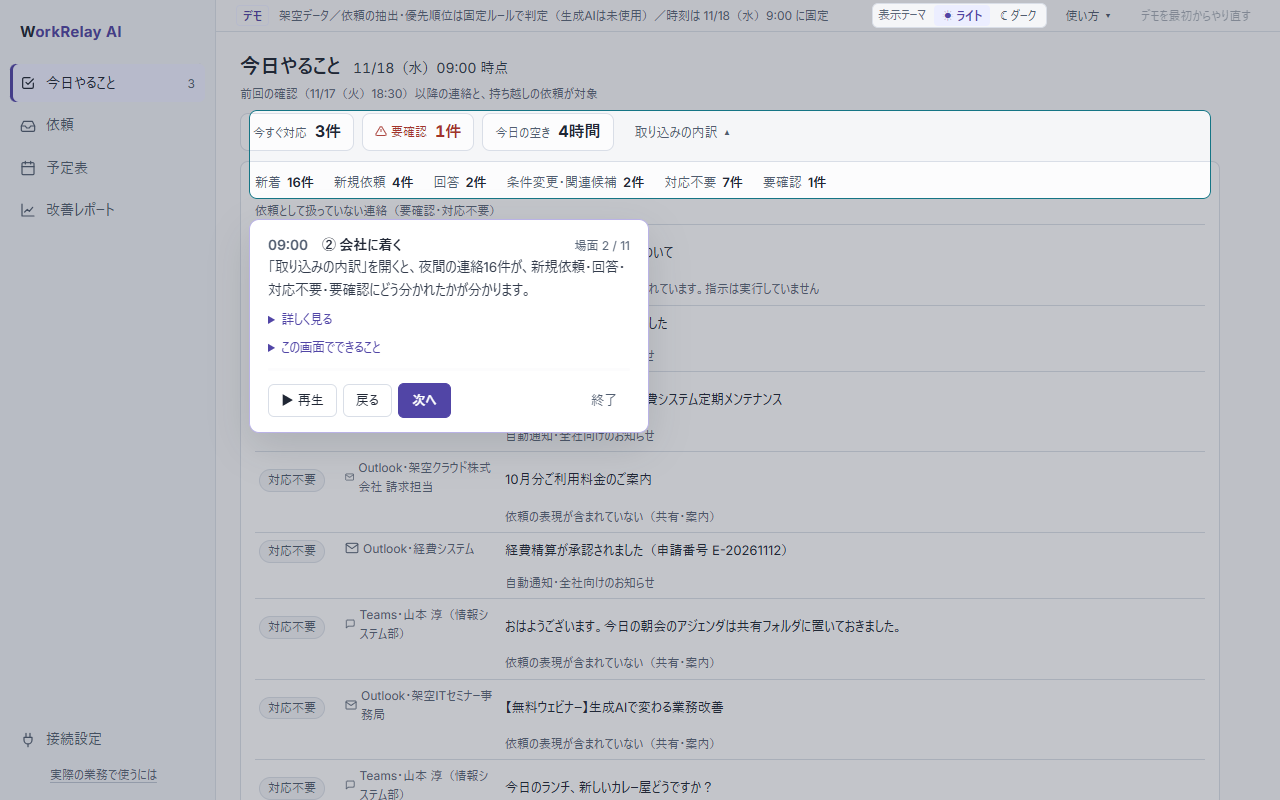 WorkRelay AI
今日やること 3
依頼
予定表
改善レポート
接続設定
実際の業務で使うには
デモ 架空データ／依頼の抽出・優先順位は固定ルールで判定（生成AIは未使用）／時刻は 11/18（水）9:00 に固定
表示テーマ ライト ダーク 使い方 ▼ デモを最初からやり直す
今日やること 11/18（水）09:00 時点
前回の確認（11/17（火）18:30）以降の連絡と、持ち越しの依頼が対象
今すぐ対応 3件 要確認 1件 今日の空き 4時間 取り込みの内訳 ▲
新着 16件 新規依頼 4件 回答 2件 条件変更・関連候補 2件 対応不要 7件 要確認 1件
依頼として扱っていない連絡（要確認・対応不要）
09:00 ② 会社に着く 場面 2 / 11
「取り込みの内訳」を開くと、夜間の連絡16件が、新規依頼・回答・
対応不要・要確認にどう分かれたかが分かります。
▶ 詳しく見る
▶ この画面でできること
▶ 再生 戻る 次へ 終了
ついて
れています。指示は実行していません
した
せ
費システム定期メンテナンス
自動通知・全社向けのお知らせ
対応不要 Outlook・架空クラウド株式
会社 請求担当
10月分ご利用料金のご案内
依頼の表現が含まれていない（共有・案内）
対応不要 Outlook・経費システム 経費精算が承認されました（申請番号 E-20261112）
自動通知・全社向けのお知らせ
対応不要 Teams・山本 淳（情報シ
ステム部）
おはようございます。今日の朝会のアジェンダは共有フォルダに置いておきました。
依頼の表現が含まれていない（共有・案内）
対応不要 Outlook・架空ITセミナー事
務局
【無料ウェビナー】生成AIで変わる業務改善
依頼の表現が含まれていない（共有・案内）
対応不要 Teams・山本 淳（情報シ
ステム部）
今日のランチ、新しいカレー屋どうですか？